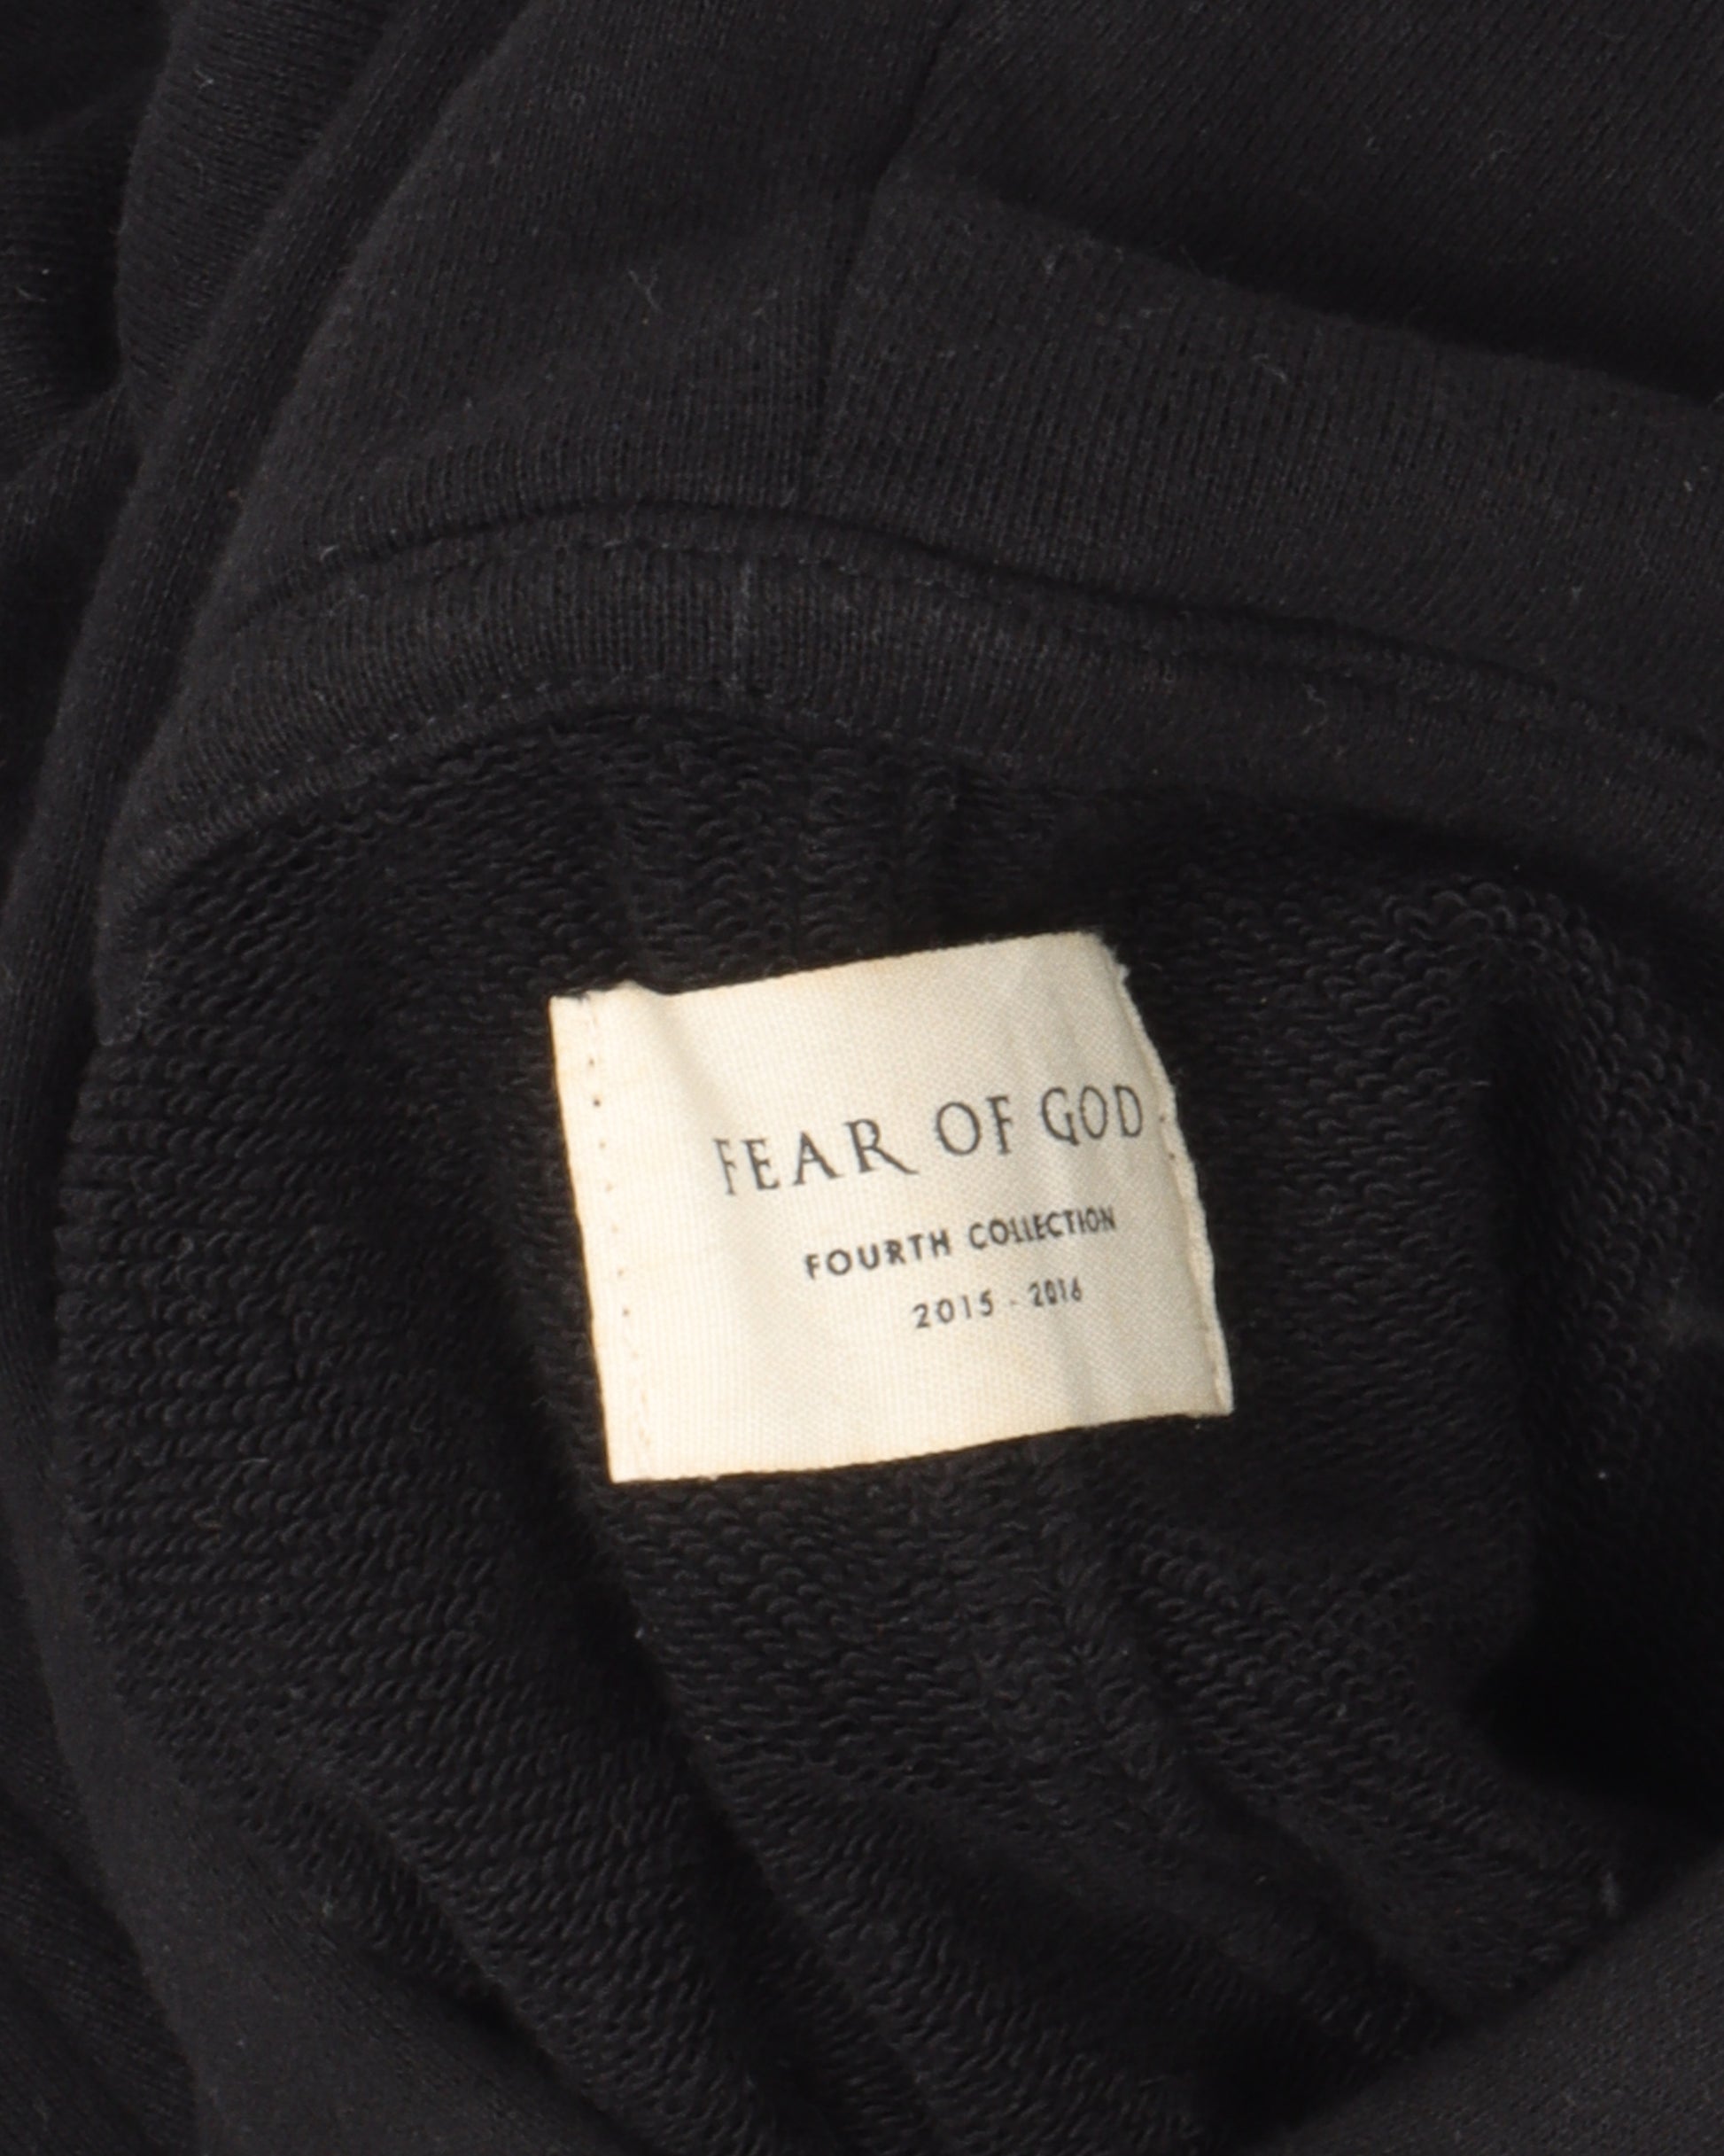 FEAR OF GOD
FOURTH COLLECTION
2015 - 2016